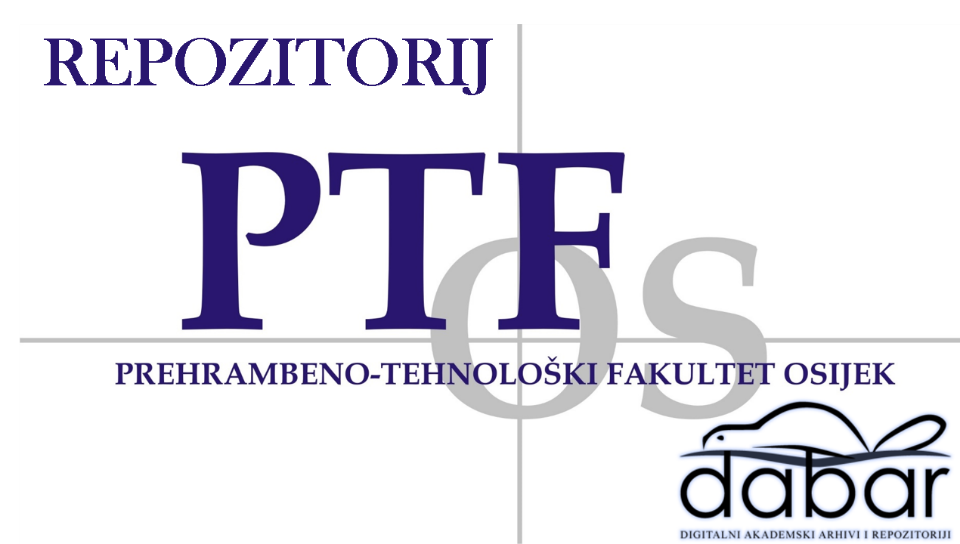 REPOZITORIJ
PTF
OS
PREHRAMBENO-TEHNOLOŠKI FAKULTET OSIJEK
dabar
DIGITALNI AKADEMSKI ARHIVI I REPOZITORIJI